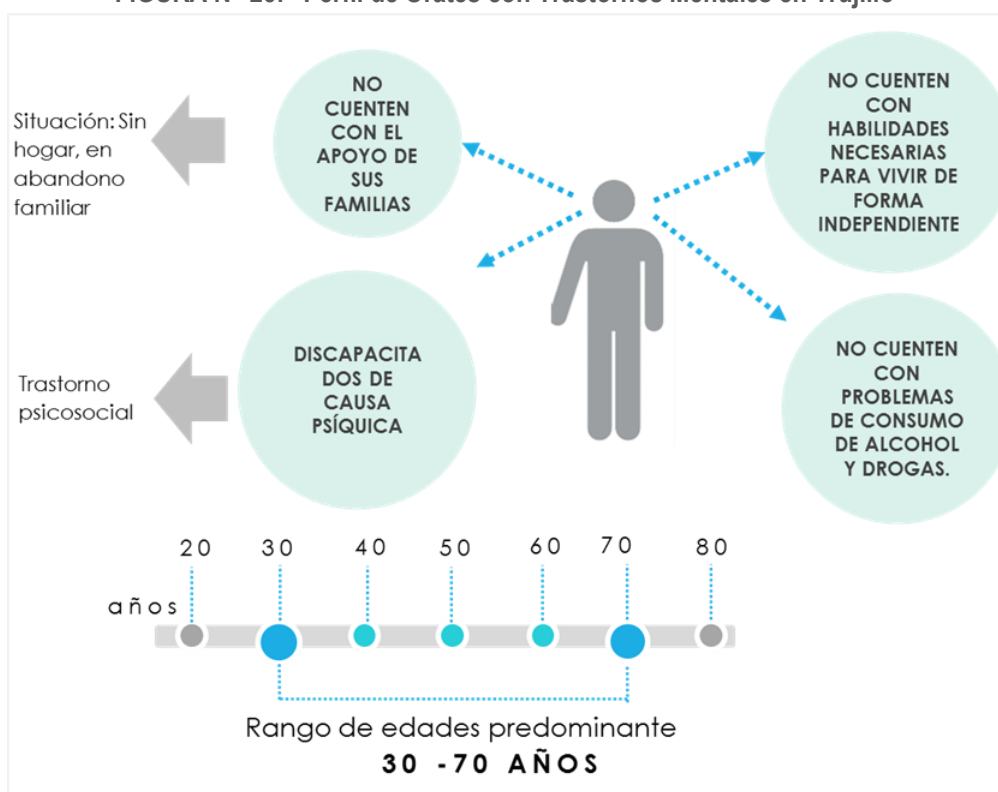 Situación: Sin
hogar, en
abandono
familiar
NO
CUENTEN
CON EL
APOYO DE
SUS
FAMILIAS
NO CUENTEN
CON
HABILIDADES
NECESARIAS
PARA VIVIR DE
FORMA
INDEPENDIENTE
Trastorno
psicosocial
DISCAPACITA
DOS DE
CAUSA
PSÍQUICA
NO CUENTEN
CON
PROBLEMAS
DE CONSUMO
DE ALCOHOL
Y DROGAS.
20 30 40 50 60 70 80
años
Rango de edades predominante
30 -70 AÑOS